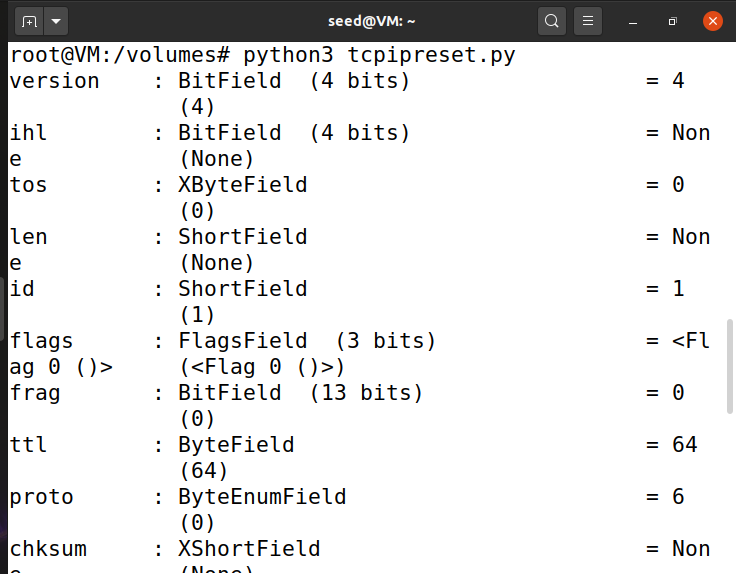 seed@VM: ~
root@VM:/volumes# python3 tcpipreset.py
version    : BitField  (4 bits)                  = 4
             (4)
ihl        : BitField  (4 bits)                  = Non
e            (None)
tos        : XByteField                          = 0
             (0)
len        : ShortField                          = Non
e            (None)
id         : ShortField                          = 1
             (1)
flags      : FlagsField  (3 bits)                = <Fl
ag 0 ()>     (<Flag 0 ()>)
frag       : BitField  (13 bits)                 = 0
             (0)
ttl        : ByteField                           = 64
             (64)
proto      : ByteEnumField                       = 6
             (0)
chksum     : XShortField                         = Non
e            (None)